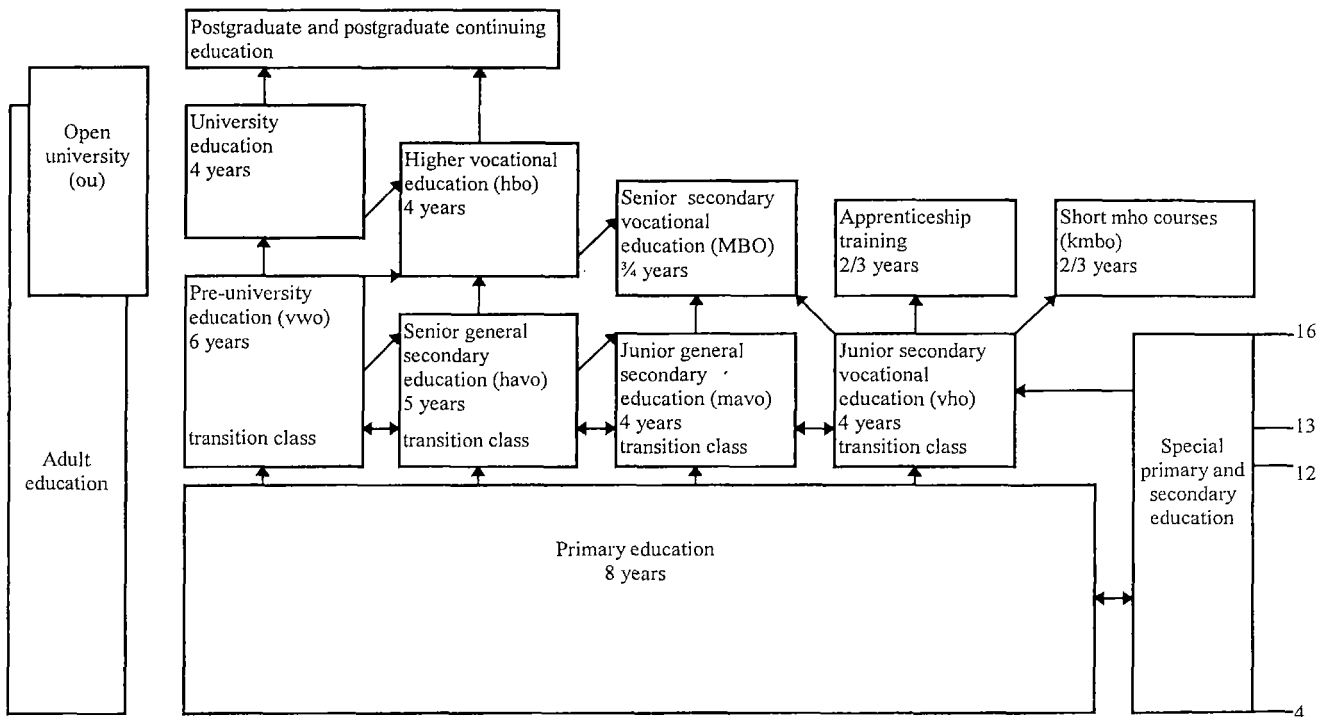 Postgraduate and postgraduate continuing
education
Open
university
(ou)
University
education
4 years
Higher vocational
education (hbo)
4 years
Senior secondary
vocational
education (MBO)
¾ years
Apprenticeship
training
2/3 years
Short mho courses
(kmbo)
2/3 years
Pre-university
education (vwo)
6 years
transition class
Senior general
secondary
education (havo)
5 years
transition class
Junior general
secondary
education (mavo)
4 years
transition class
Junior secondary
vocational
education (vho)
4 years
transition class
Adult
education
Special
primary and
secondary
education
16
13
12
4
Primary education
8 years